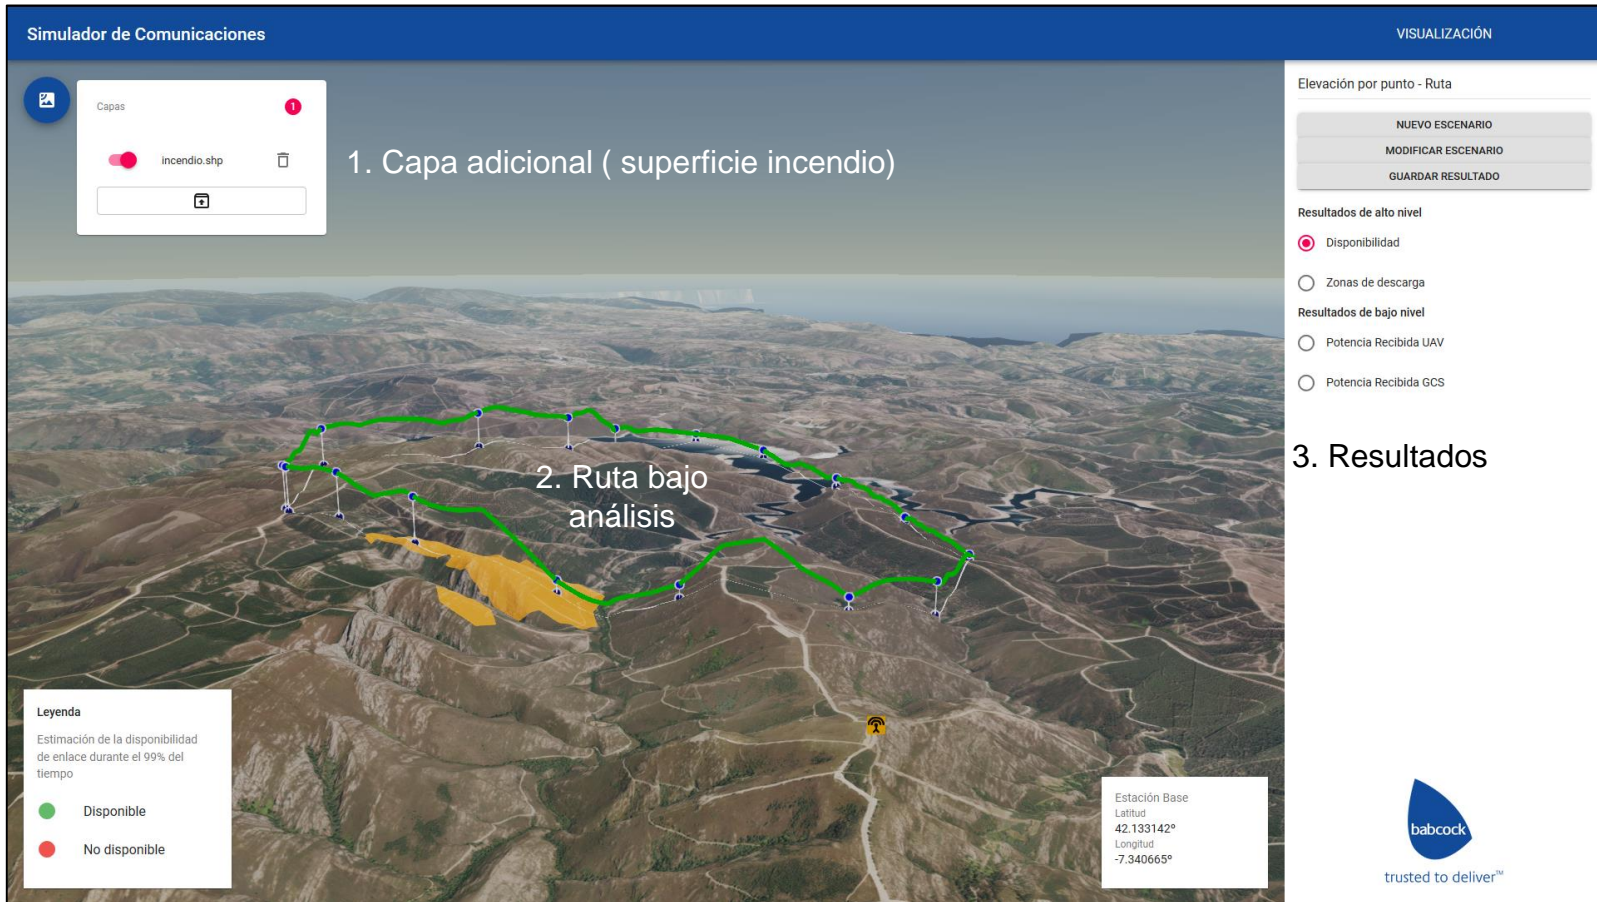 Simulador de Comunicaciones
VISUALIZACIÓN
Capas
1
incendio.shp
1. Capa adicional ( superficie incendio)
Elevación por punto - Ruta
NUEVO ESCENARIO
MODIFICAR ESCENARIO
GUARDAR RESULTADO
Resultados de alto nivel
Disponibilidad
Zonas de descarga
Resultados de bajo nivel
Potencia Recibida UAV
Potencia Recibida GCS
3. Resultados
2. Ruta bajo
análisis
Leyenda
Estimación de la disponibilidad
de enlace durante el 99% del
tiempo
Disponible
No disponible
Estación Base
Latitud
42.133142º
Longitud
-7.340665º
babcock
trusted to deliver™